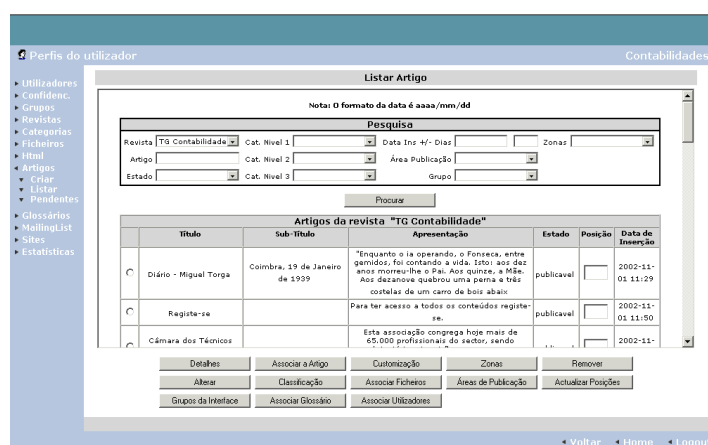 Perfis do utilizador Contabilidades
Utilizadores
Confidenc.
Grupos
Revistas
Categorias
Ficheiros
Html
Artigos
Criar
Listar
Pendentes
Glossários
MailingList
Sites
Estatísticas
Listar Artigo
Nota: O formato da data é aaaa/mm/dd
Pesquisa
Revista TG Contabilidade Cat. Nivel 1 Data Ins +/- Dias Zonas
Artigo Cat. Nivel 2 Área Publicação
Estado Cat. Nivel 3 Grupo
Procurar
Artigos da revista "TG Contabilidade"
Título Sub-Título Apresentação Estado Posição Data de Inserção
Diário - Miguel Torga
Coimbra, 19 de Janeiro
de 1939
"Enquanto o ia operando, o Fonseca, entre
gemidos, foi contando a vida. Isto: aos dez
anos morreu-lhe o Pai. Aos quinze, a Mãe.
Aos dezanove quebrou uma perna e três
costelas de um carro de bois abaix
publicavel
2002-11-
01 11:29
Registe-se
Para ter acesso a todos os conteúdos registe-
se.
publicavel
2002-11-
01 11:50
Câmara dos Técnicos
Esta associação congrega hoje mais de
65.000 profissionais do sector, sendo
2002-11-
Detalhes Associar a Artigo Customização Zonas Remover
Alterar Classificação Associar Ficheiros Áreas de Publicação Actualizar Posições
Grupos da Interface Associar Glossário Associar Utilizadores
Voltar Home Logout